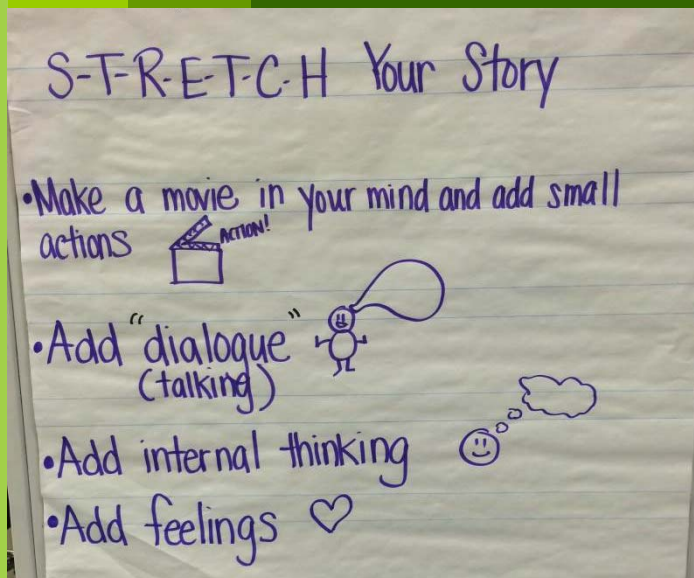 S-T-R-E-T-C-H Your Story
•Make a movie in your mind and add small
actions ACTION!
•Add "dialogue"
(talking)
•Add internal thinking
•Add feelings